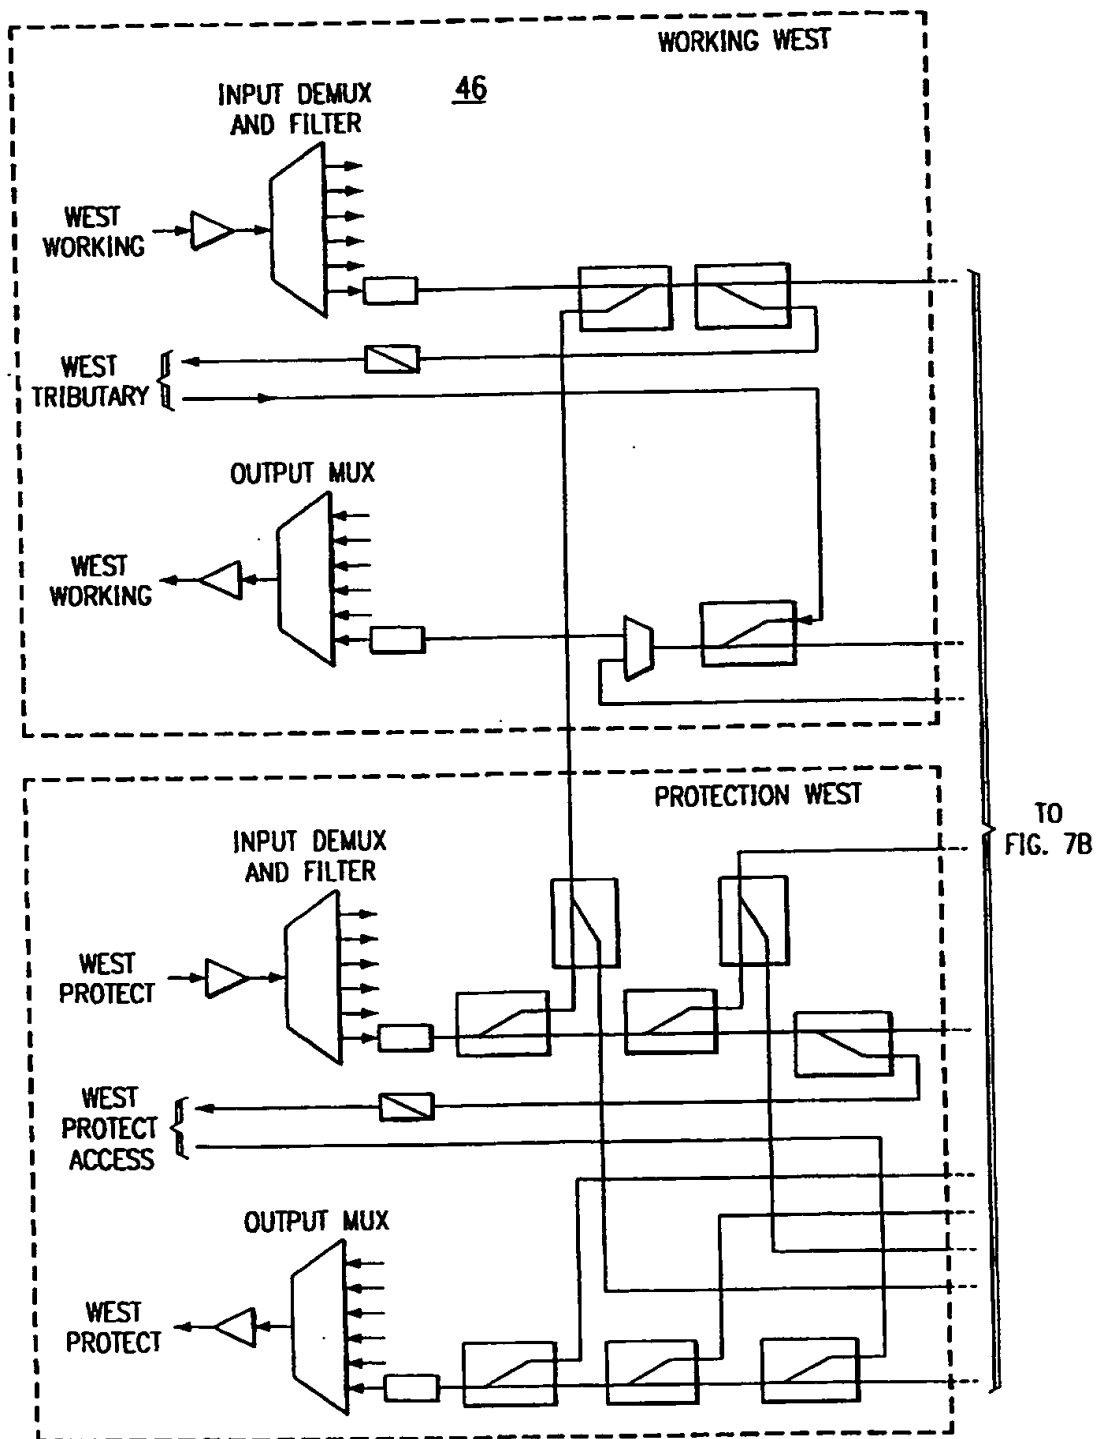 WORKING WEST
46
INPUT DEMUX
AND FILTER
WEST
WORKING
WEST
TRIBUTARY
OUTPUT MUX
WEST
WORKING
PROTECTION WEST
TO
FIG. 7B
INPUT DEMUX
AND FILTER
WEST
PROTECT
WEST
PROTECT
ACCESS
OUTPUT MUX
WEST
PROTECT